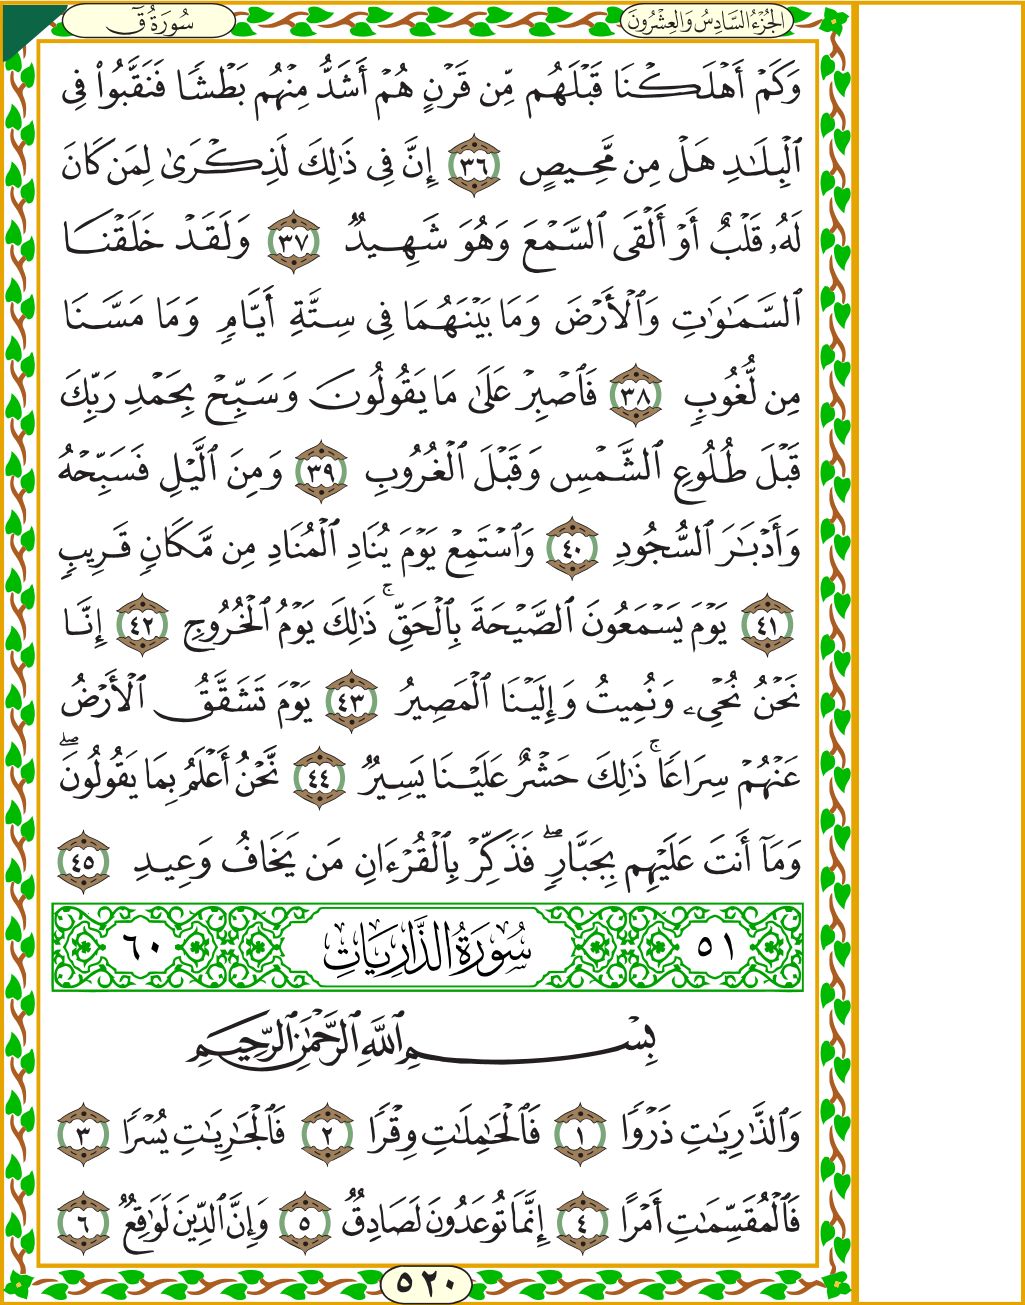 سُورَةُ قٓ
الجُزْءُ السَّادِسُ وَالعِشْرُونَ
وَكَمْ أَهْلَكْنَا قَبْلَهُم مِّن قَرْنٍ هُمْ أَشَدُّ مِنْهُم بَطْشًا فَنَقَّبُوا۟ فِى
ٱلْبِلَـٰدِ هَلْ مِن مَّحِيصٍ ٣٦ إِنَّ فِى ذَٰلِكَ لَذِكْرَىٰ لِمَن كَانَ
لَهُۥ قَلْبٌ أَوْ أَلْقَى ٱلسَّمْعَ وَهُوَ شَهِيدٌ ٣٧ وَلَقَدْ خَلَقْنَا
ٱلسَّمَـٰوَٰتِ وَٱلْأَرْضَ وَمَا بَيْنَهُمَا فِى سِتَّةِ أَيَّامٍ وَمَا مَسَّنَا
مِن لُّغُوبٍ ٣٨ فَٱصْبِرْ عَلَىٰ مَا يَقُولُونَ وَسَبِّحْ بِحَمْدِ رَبِّكَ
قَبْلَ طُلُوعِ ٱلشَّمْسِ وَقَبْلَ ٱلْغُرُوبِ ٣٩ وَمِنَ ٱلَّيْلِ فَسَبِّحْهُ
وَأَدْبَـٰرَ ٱلسُّجُودِ ٤٠ وَٱسْتَمِعْ يَوْمَ يُنَادِ ٱلْمُنَادِ مِن مَّكَانٍ قَرِيبٍ
٤١ يَوْمَ يَسْمَعُونَ ٱلصَّيْحَةَ بِٱلْحَقِّ ۚ ذَٰلِكَ يَوْمُ ٱلْخُرُوجِ ٤٢ إِنَّا
نَحْنُ نُحْىِۦ وَنُمِيتُ وَإِلَيْنَا ٱلْمَصِيرُ ٤٣ يَوْمَ تَشَقَّقُ ٱلْأَرْضُ
عَنْهُمْ سِرَاعًا ۚ ذَٰلِكَ حَشْرٌ عَلَيْنَا يَسِيرٌ ٤٤ نَّحْنُ أَعْلَمُ بِمَا يَقُولُونَ ۖ
وَمَآ أَنتَ عَلَيْهِم بِجَبَّارٍ ۖ فَذَكِّرْ بِٱلْقُرْءَانِ مَن يَخَافُ وَعِيدِ ٤٥
٥١ سُورَةُ الذَّارِيَاتِ ٦٠
بِسْمِ ٱللَّهِ ٱلرَّحْمَـٰنِ ٱلرَّحِيمِ
وَٱلذَّٰرِيَـٰتِ ذَرْوًا ١ فَٱلْحَـٰمِلَـٰتِ وِقْرًا ٢ فَٱلْجَـٰرِيَـٰتِ يُسْرًا ٣
فَٱلْمُقَسِّمَـٰتِ أَمْرًا ٤ إِنَّمَا تُوعَدُونَ لَصَادِقٌ ٥ وَإِنَّ ٱلدِّينَ لَوَٰقِعٌ ٦
٥٢٠